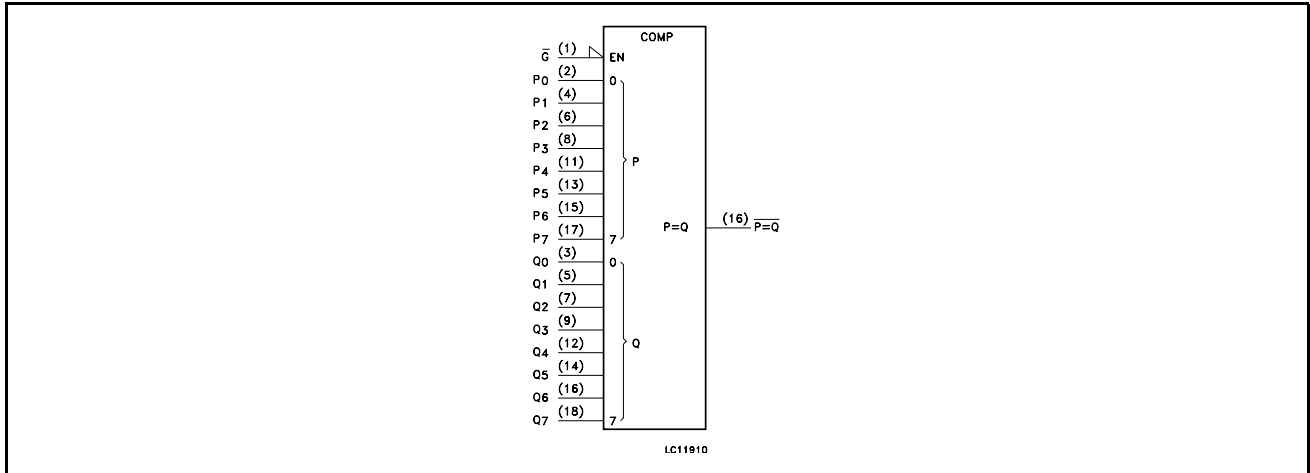 COMP
G̅ (1) EN
P0 (2) 0
P1 (4)
P2 (6)
P3 (8)
P4 (11)
P
P5 (13)
P6 (15)
P=Q (16) P̅=̅Q̅
P7 (17) 7
Q0 (3) 0
Q1 (5)
Q2 (7)
Q3 (9)
Q
Q4 (12)
Q5 (14)
Q6 (16)
Q7 (18) 7
LC11910